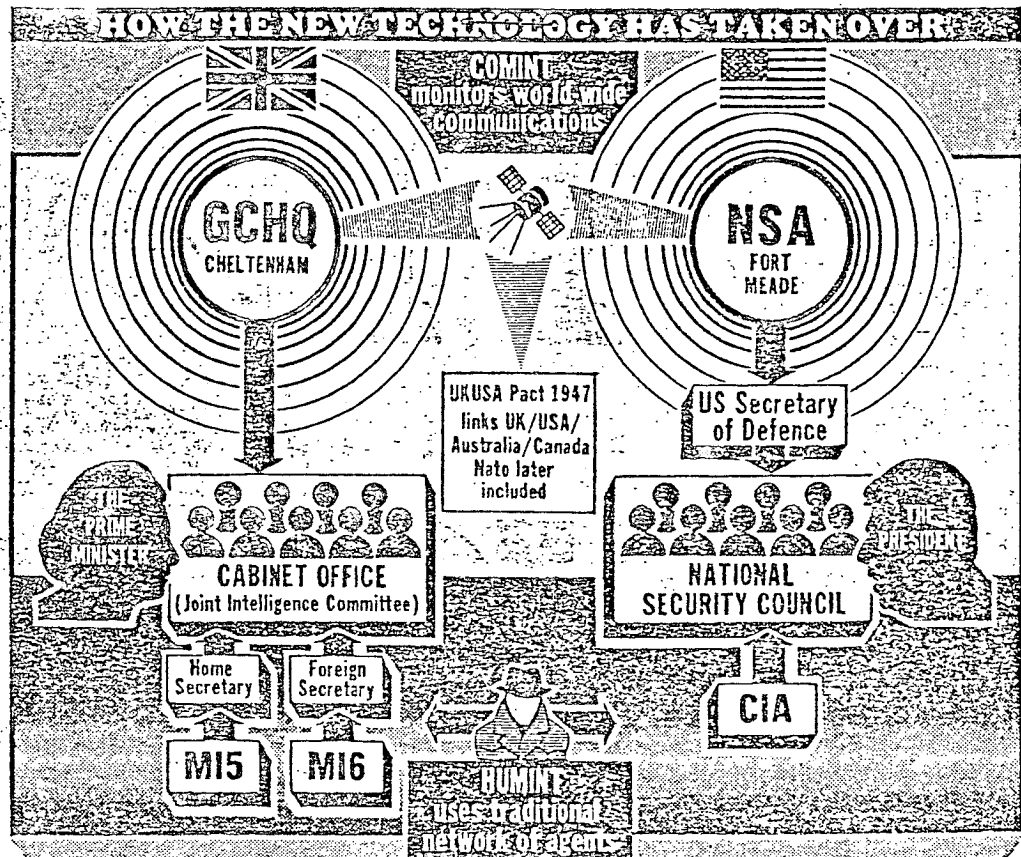 HOW THE NEW TECHNOLOGY HAS TAKEN OVER
COMINT
monitors world wide
communications
GCHQ
CHELTENHAM
NSA
FORT
MEADE
UKUSA Pact 1947
links UK/USA/
Australia/Canada
Nato later
included
US Secretary
of Defence
THE
PRIME
MINISTER
CABINET OFFICE
(Joint Intelligence Committee)
NATIONAL
SECURITY COUNCIL
THE
PRESIDENT
Home
Secretary
Foreign
Secretary
MI5
MI6
CIA
HUMINT
uses traditional
network of agents